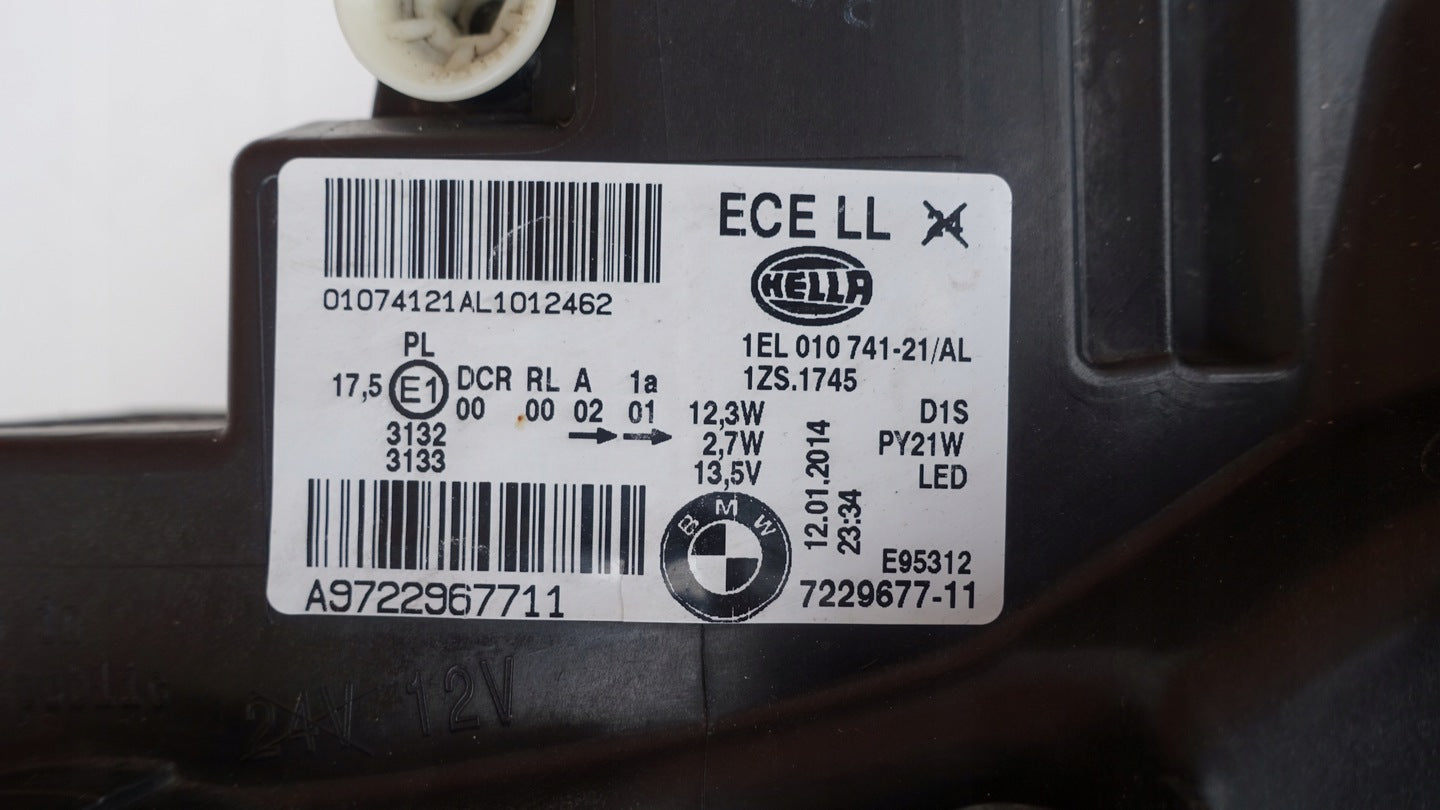 ECE LL 24
HELLA
01074121AL1012462
1EL 010 741-21/AL
1ZS.1745
PL
17,5 E1 DCR RL A 1a
00 00 02 01
3132
3133
12,3W D1S
2,7W PY21W
13,5V LED
12.01.2014
23:34
BMW
E95312
A9722967711
7229677-11
24V 12V